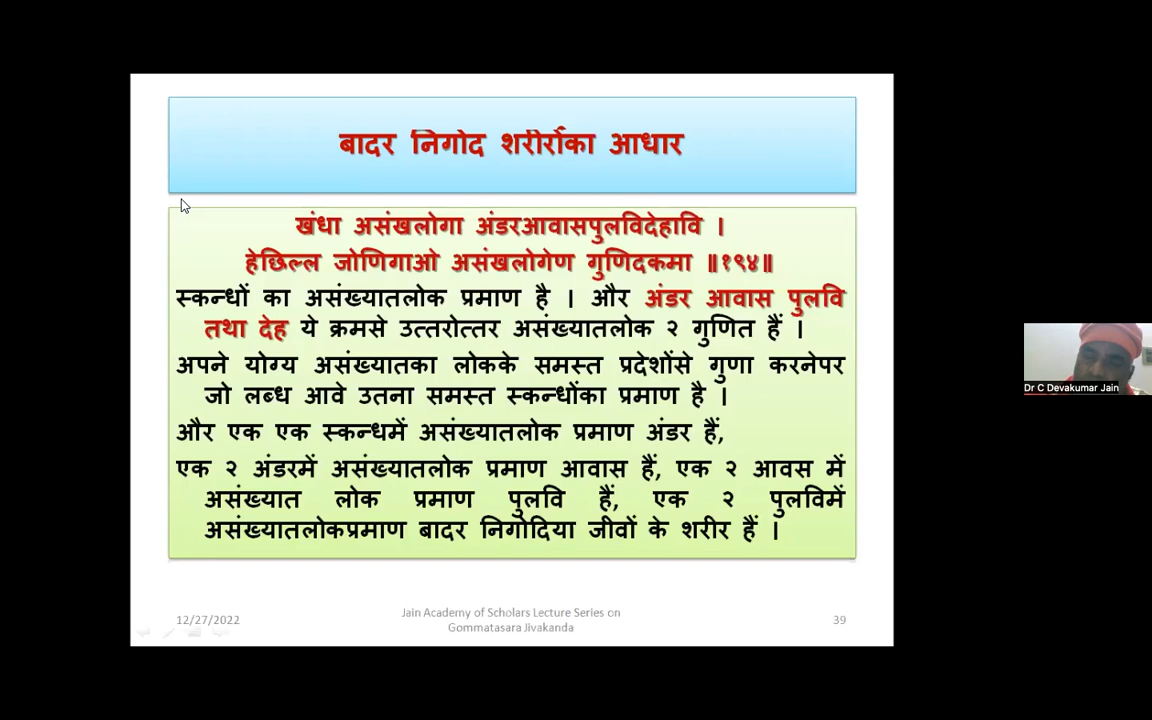 बादर निगोद शरीरोंका आधार
खंधा असंखलोगा अंडरआवासपुलविदेहावि ।
हेछिल्ल जोणिगाओ असंखलोगेण गुणिदकमा ॥१९४॥
स्कन्धों का असंख्यातलोक प्रमाण है । और अंडर आवास पुलवि
तथा देह ये क्रमसे उत्तरोत्तर असंख्यातलोक २ गुणित हैं ।
अपने योग्य असंख्यातका लोकके समस्त प्रदेशोंसे गुणा करनेपर
जो लब्ध आवे उतना समस्त स्कन्धोंका प्रमाण है ।
और एक एक स्कन्धमें असंख्यातलोक प्रमाण अंडर हैं,
एक २ अंडरमें असंख्यातलोक प्रमाण आवास हैं, एक २ आवस में
असंख्यात लोक प्रमाण पुलवि हैं, एक २ पुलविमें
असंख्यातलोकप्रमाण बादर निगोदिया जीवों के शरीर हैं ।
12/27/2022
Jain Academy of Scholars Lecture Series on
Gommatasara Jivakanda
39
Dr C Devakumar Jain